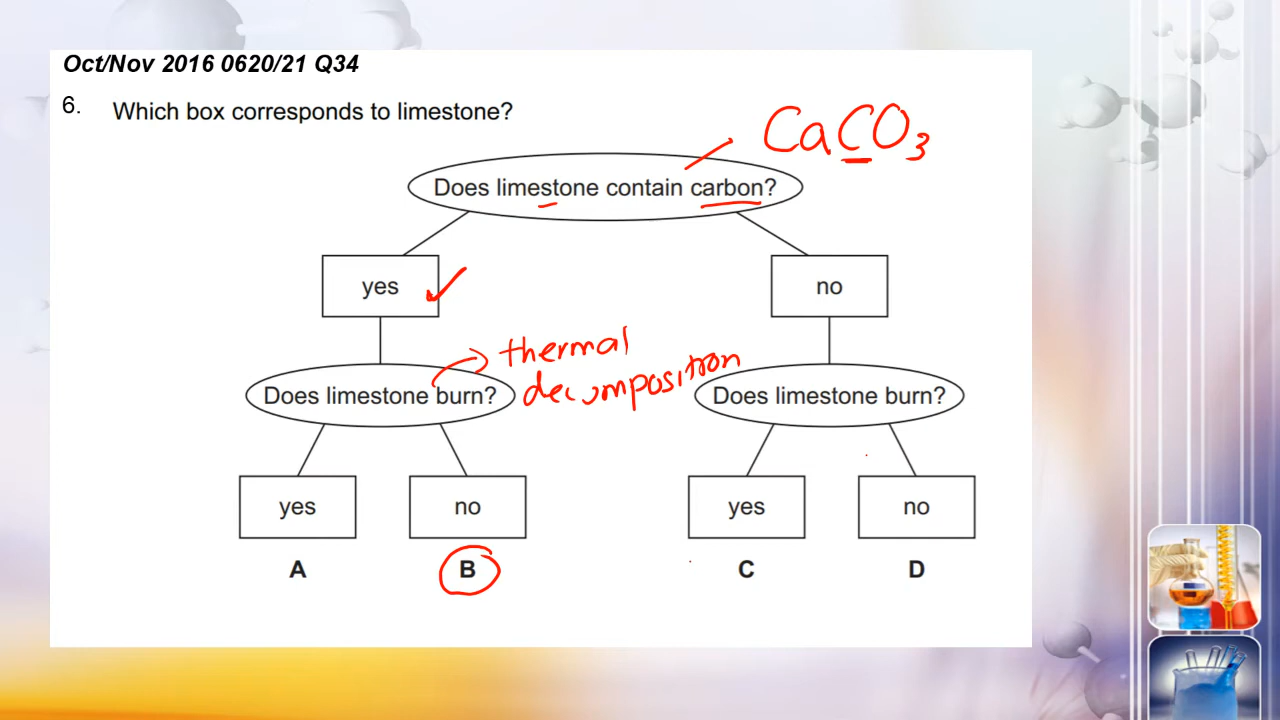 Oct/Nov 2016 0620/21 Q34
6. Which box corresponds to limestone?
CaCO3
Does limestone contain carbon?
yes
no
thermal
decomposition
Does limestone burn?
Does limestone burn?
yes
no
yes
no
A
B
C
D